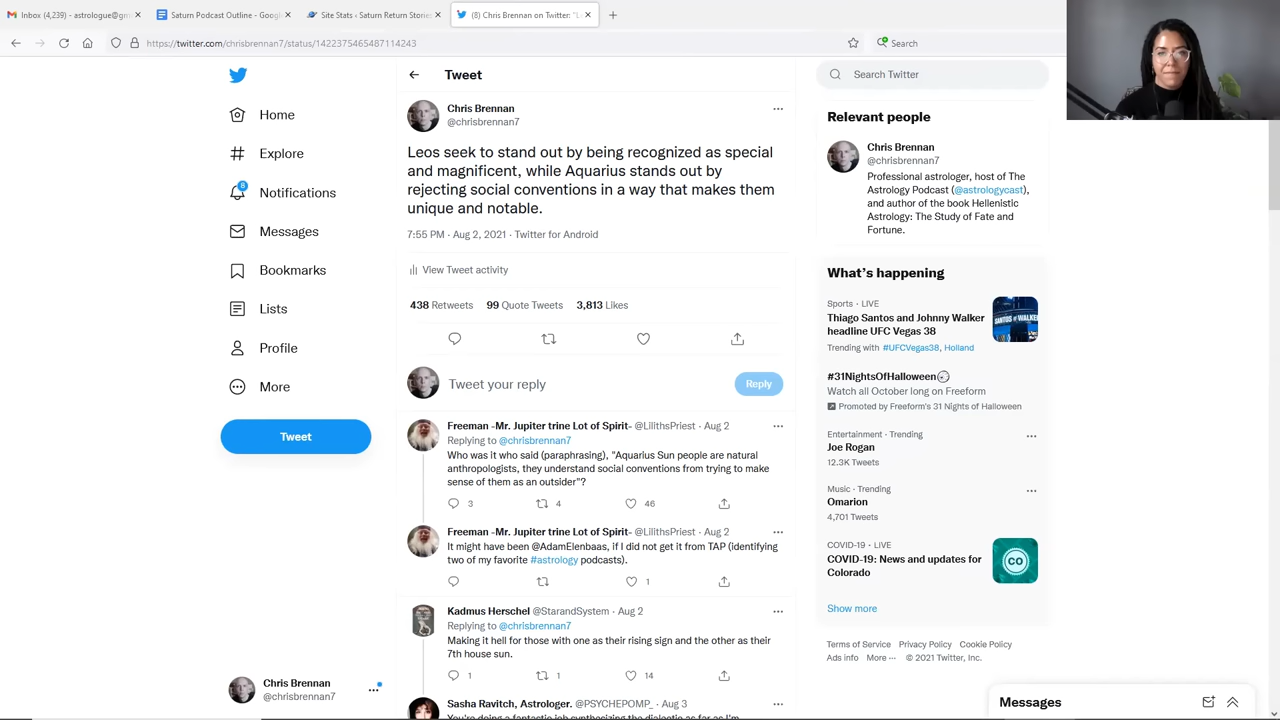 Inbox (4,239) - astrologue@gm
Saturn Podcast Outline - Googl
Site Stats ‹ Saturn Return Stories
(8) Chris Brennan on Twitter: "L
https://twitter.com/chrisbrennan7/status/1422375465487114243
Search
Home
Explore
8
Notifications
Messages
Bookmarks
Lists
Profile
More
Tweet
Chris Brennan
@chrisbrennan7
Tweet
Chris Brennan
@chrisbrennan7
Leos seek to stand out by being recognized as special
and magnificent, while Aquarius stands out by
rejecting social conventions in a way that makes them
unique and notable.
7:55 PM · Aug 2, 2021 · Twitter for Android
View Tweet activity
438 Retweets 99 Quote Tweets 3,813 Likes
Tweet your reply
Reply
Freeman -Mr. Jupiter trine Lot of Spirit- @LilithsPriest · Aug 2
Replying to @chrisbrennan7
Who was it who said (paraphrasing), "Aquarius Sun people are natural
anthropologists, they understand social conventions from trying to make
sense of them as an outsider"?
3 4 46
Freeman -Mr. Jupiter trine Lot of Spirit- @LilithsPriest · Aug 2
It might have been @AdamElenbaas, if I did not get it from TAP (identifying
two of my favorite #astrology podcasts).
1
Kadmus Herschel @StarandSystem · Aug 2
Replying to @chrisbrennan7
Making it hell for those with one as their rising sign and the other as their
7th house sun.
1 1 14
Sasha Ravitch, Astrologer. @PSYCHEPOMP_ · Aug 3
You're doing a fantastic job synthesizing the dialectic as far as I'm
Search Twitter
Relevant people
Chris Brennan
@chrisbrennan7
Professional astrologer, host of The
Astrology Podcast (@astrologycast),
and author of the book Hellenistic
Astrology: The Study of Fate and
Fortune.
What's happening
Sports · LIVE
Thiago Santos and Johnny Walker
headline UFC Vegas 38
Trending with #UFCVegas38, Holland
#31NightsOfHalloween
Watch all October long on Freeform
Promoted by Freeform's 31 Nights of Halloween
Entertainment · Trending
Joe Rogan
12.3K Tweets
Music · Trending
Omarion
4,701 Tweets
COVID-19 · LIVE
COVID-19: News and updates for
Colorado
CO
Show more
Terms of Service Privacy Policy Cookie Policy
Ads info More ··· © 2021 Twitter, Inc.
Messages